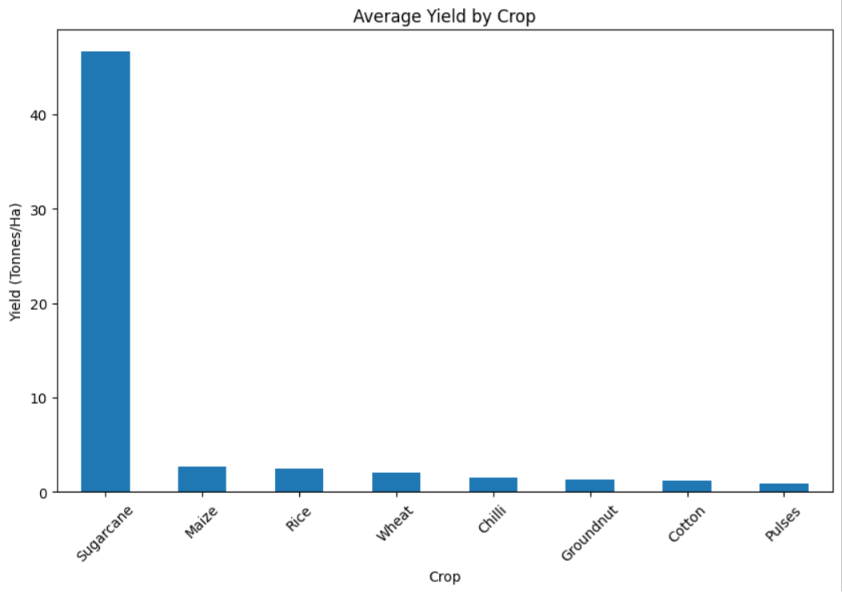 Average Yield by Crop
Yield (Tonnes/Ha)
40
30
20
10
0
Sugarcane
Maize
Rice
Wheat
Chilli
Groundnut
Cotton
Pulses
Crop